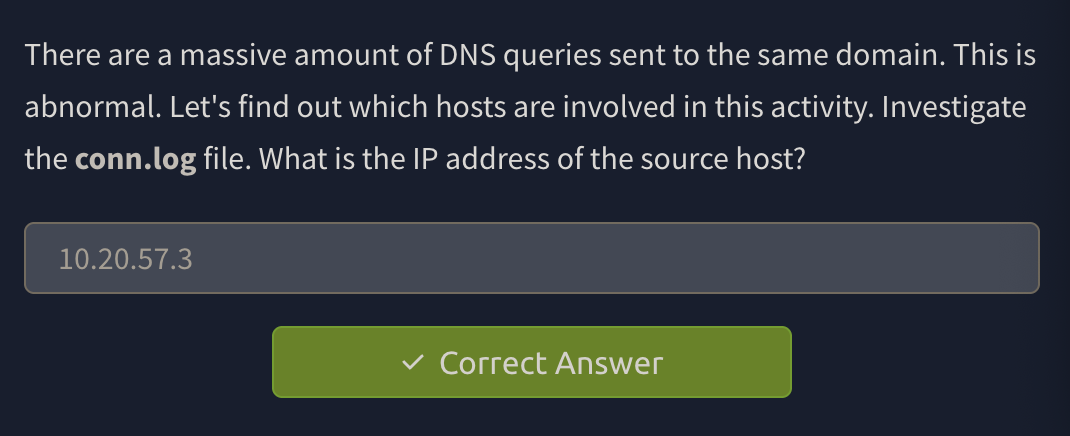 There are a massive amount of DNS queries sent to the same domain. This is
abnormal. Let's find out which hosts are involved in this activity. Investigate
the conn.log file. What is the IP address of the source host?
10.20.57.3
✓ Correct Answer